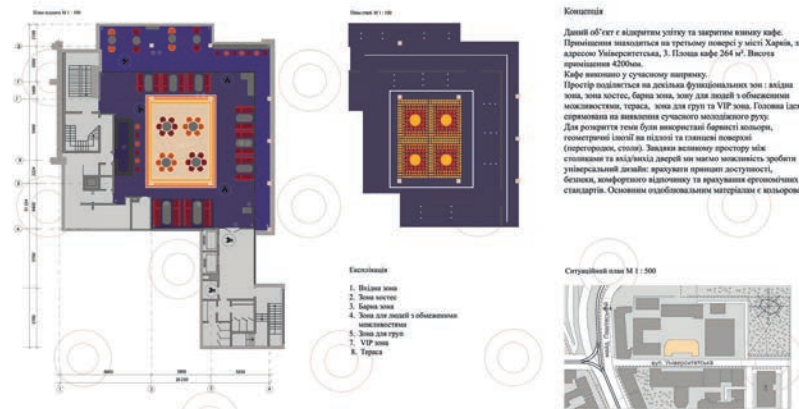 План підлоги М 1 : 100
План стелі М 1 : 100
Експлікація
1. Вхідна зона
2. Зона хостес
3. Барна зона
4. Зона для людей з обмеженими
можливостями
5. Зона для груп
7. VIP зона
8. Тераса
Концепція
Даний об’єкт є відкритим улітку та закритим взимку кафе.
Приміщення знаходиться на третьому поверсі у місті Харків, з
адресою Університетська, 3. Площа кафе 264 м². Висота
приміщення 4200мм.
Кафе виконано у сучасному напрямку.
Простір поділяється на декілька функціональних зон : вхідна
зона, зона хостес, барна зона, зону для людей з обмеженими
можливостями, тераса, зона для груп та VIP зона. Головна ідея
спрямована на виявлення сучасного молодіжного руху.
Для розкриття теми були використані барвисті кольори,
геометричні ілюзії на підлозі та глянцеві поверхні
(перегородки, столи). Завдяки великому простору між
столиками та вхід/вихід дверей ми маємо можливість зробити
універсальний дизайн: врахувати принцип доступності,
безпеки, комфортного відпочинку та врахування ергономічних
стандартів. Основним оздоблювальним матеріалам є кольорово
Ситуаційний план М 1 : 500
вул. Університетська